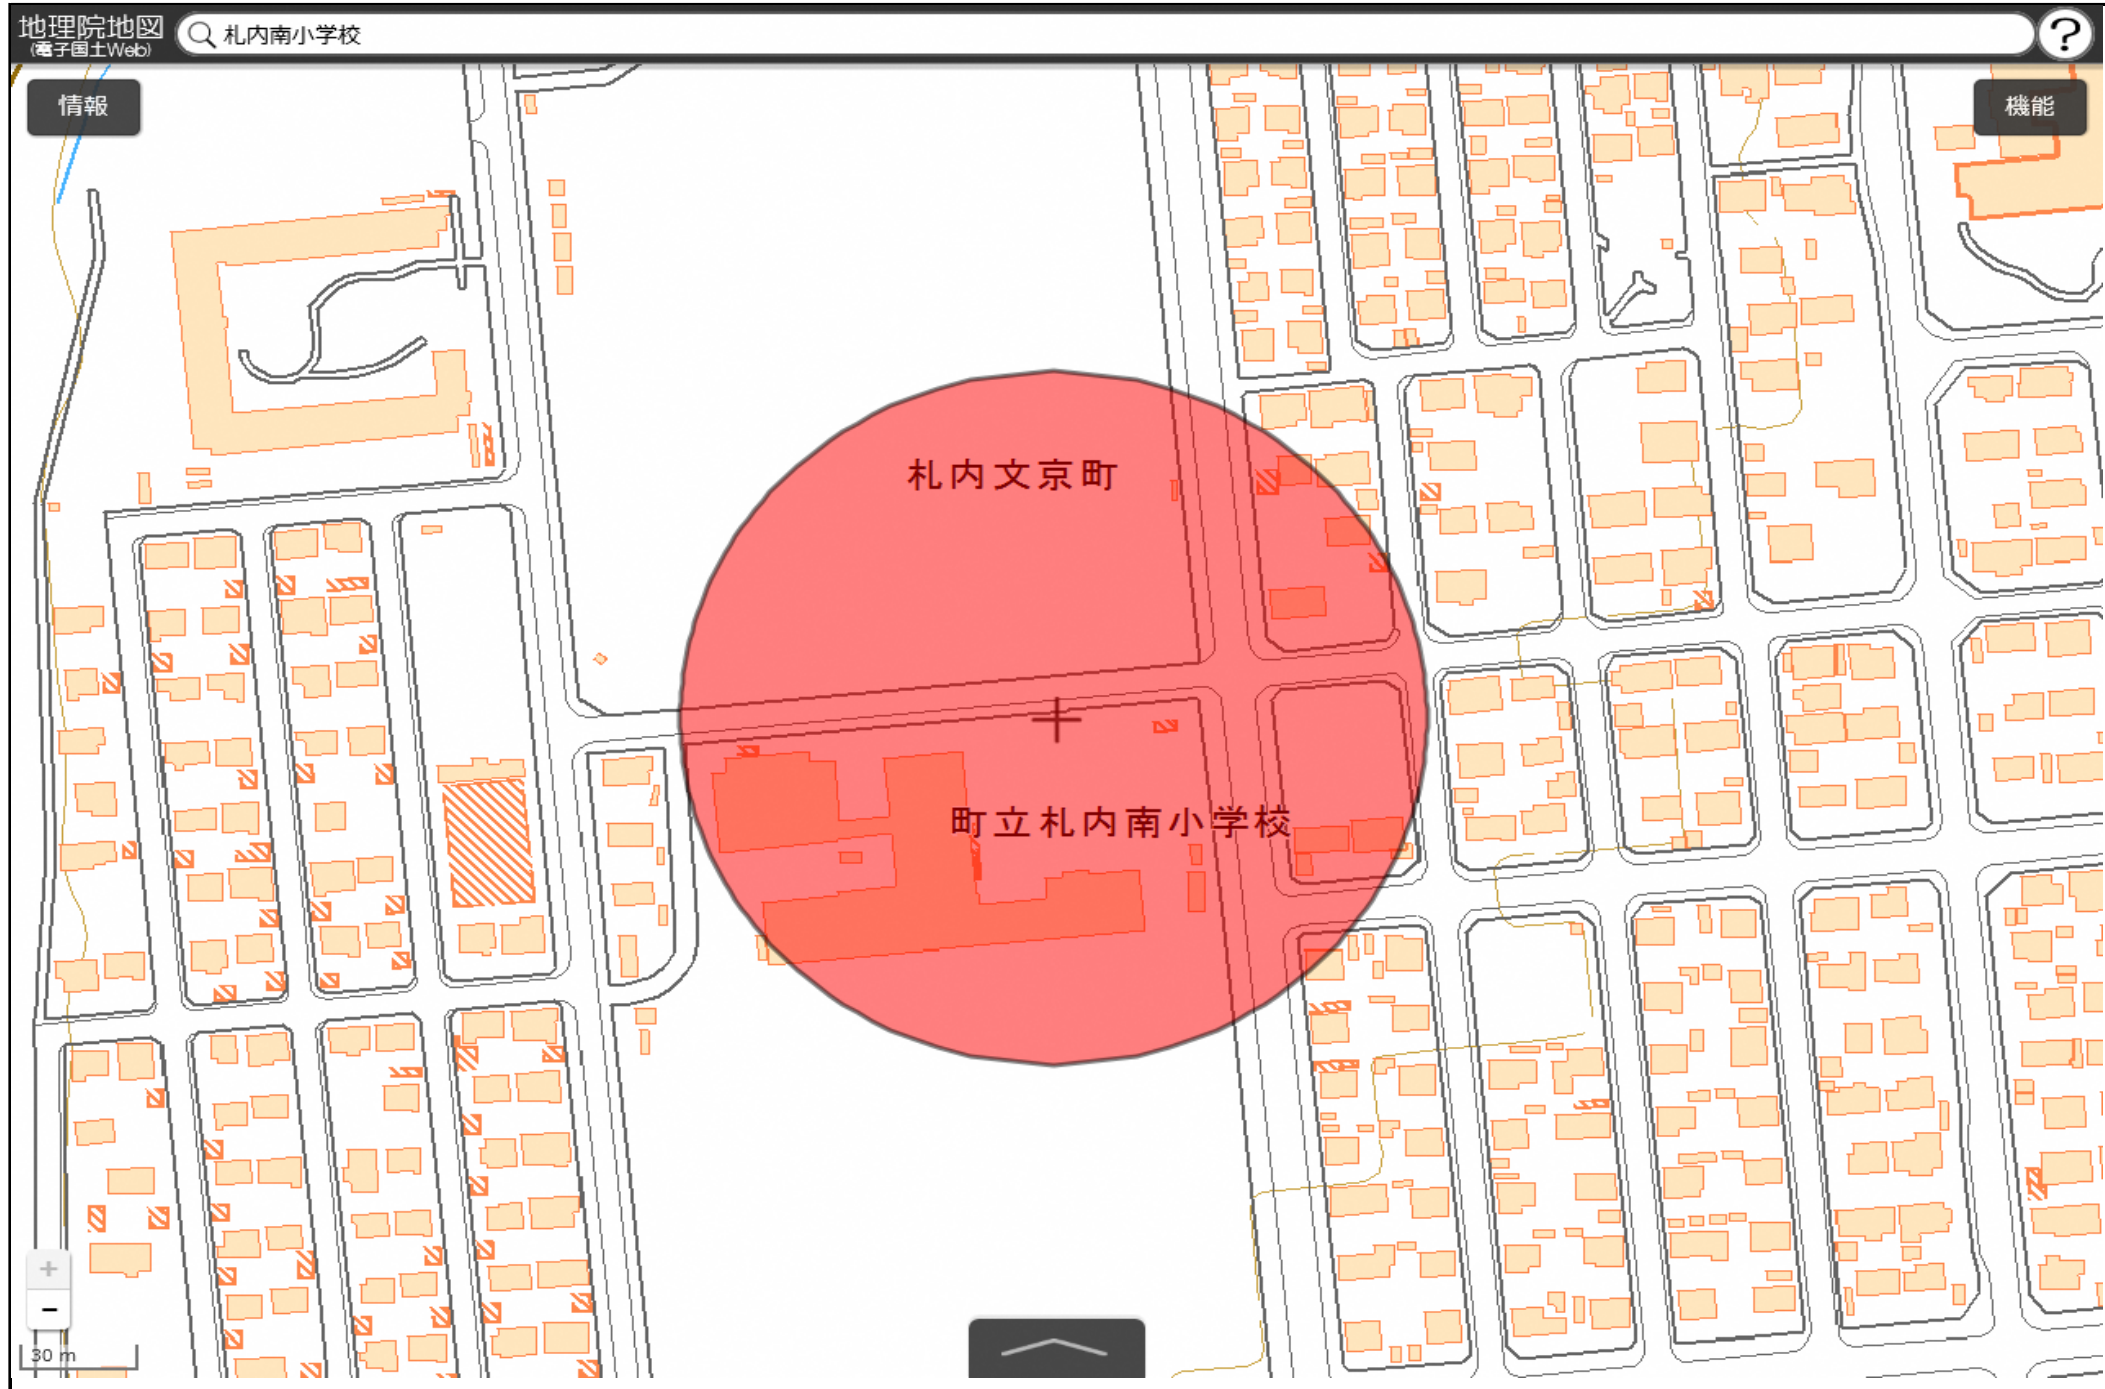 地理院地図
(電子国土Web)
札内南小学校
?
情報
機能
札内文京町
町立札内南小学校
+
−
30 m